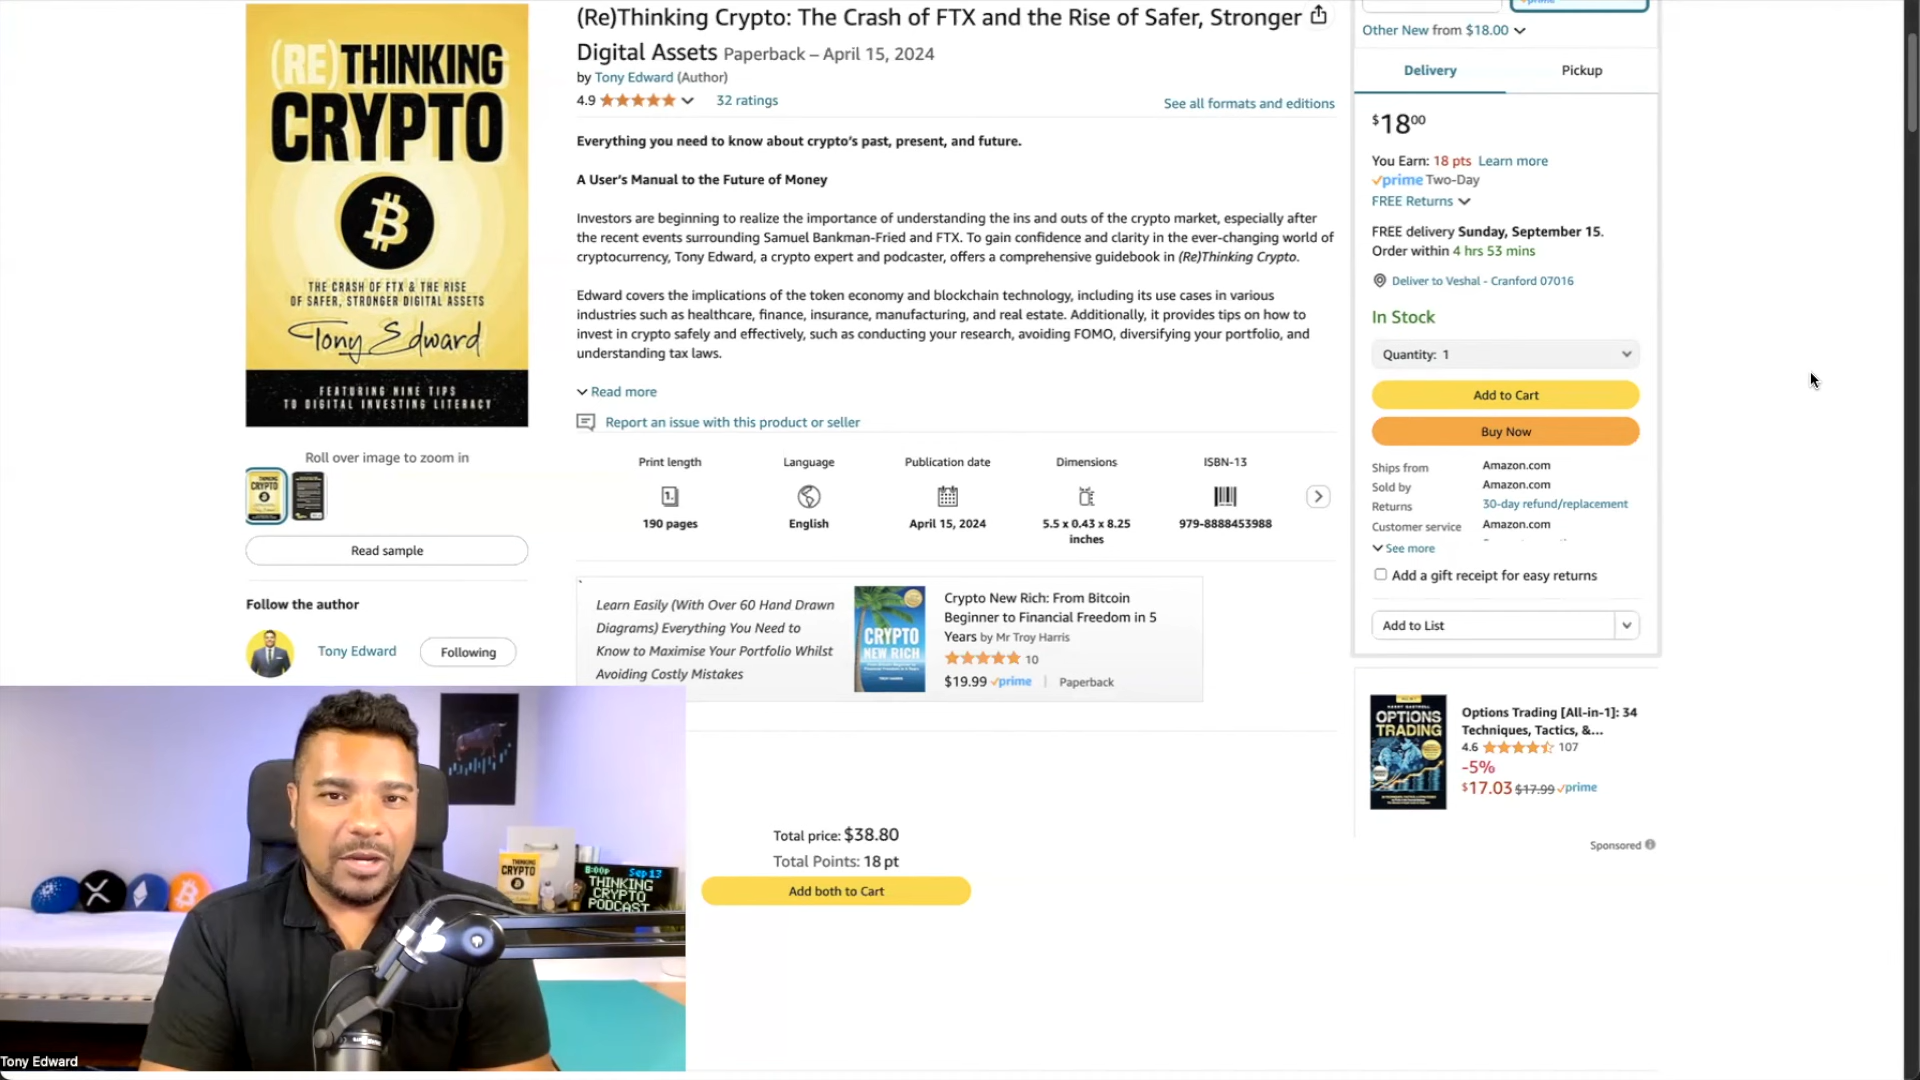 (RE)THINKING
CRYPTO
THE CRASH OF FTX & THE RISE
OF SAFER, STRONGER DIGITAL ASSETS
Tony Edward
FEATURING NINE TIPS
TO DIGITAL INVESTING LITERACY
Roll over image to zoom in
Read sample
Follow the author
Tony Edward
Following
(Re)Thinking Crypto: The Crash of FTX and the Rise of Safer, Stronger
Digital Assets Paperback – April 15, 2024
by Tony Edward (Author)
4.9
32 ratings
See all formats and editions
Everything you need to know about crypto's past, present, and future.
A User's Manual to the Future of Money
Investors are beginning to realize the importance of understanding the ins and outs of the crypto market, especially after
the recent events surrounding Samuel Bankman-Fried and FTX. To gain confidence and clarity in the ever-changing world of
cryptocurrency, Tony Edward, a crypto expert and podcaster, offers a comprehensive guidebook in (Re)Thinking Crypto.
Edward covers the implications of the token economy and blockchain technology, including its use cases in various
industries such as healthcare, finance, insurance, manufacturing, and real estate. Additionally, it provides tips on how to
invest in crypto safely and effectively, such as conducting your research, avoiding FOMO, diversifying your portfolio, and
understanding tax laws.
Read more
Report an issue with this product or seller
Print length
190 pages
Language
English
Publication date
April 15, 2024
Dimensions
5.5 x 0.43 x 8.25
inches
ISBN-13
979-8888453988
Learn Easily (With Over 60 Hand Drawn
Diagrams) Everything You Need to
Know to Maximise Your Portfolio Whilst
Avoiding Costly Mistakes
CRYPTO
NEW RICH
Crypto New Rich: From Bitcoin
Beginner to Financial Freedom in 5
Years by Mr Troy Harris
10
$19.99 prime | Paperback
Total price: $38.80
Total Points: 18 pt
Add both to Cart
prime
Other New from $18.00
Delivery
Pickup
$18.00
You Earn: 18 pts Learn more
prime Two-Day
FREE Returns
FREE delivery Sunday, September 15.
Order within 4 hrs 53 mins
Deliver to Veshal - Cranford 07016
In Stock
Quantity: 1
Add to Cart
Buy Now
Ships from Amazon.com
Sold by Amazon.com
Returns 30-day refund/replacement
Customer service Amazon.com
See more
Add a gift receipt for easy returns
Add to List
OPTIONS
TRADING
Options Trading [All-in-1]: 34
Techniques, Tactics, &...
4.6
107
-5%
$17.03 $17.99 prime
Sponsored
THINKING
CRYPTO
8:00p Sep 13
THINKING
CRYPTO
PODCAST
Tony Edward